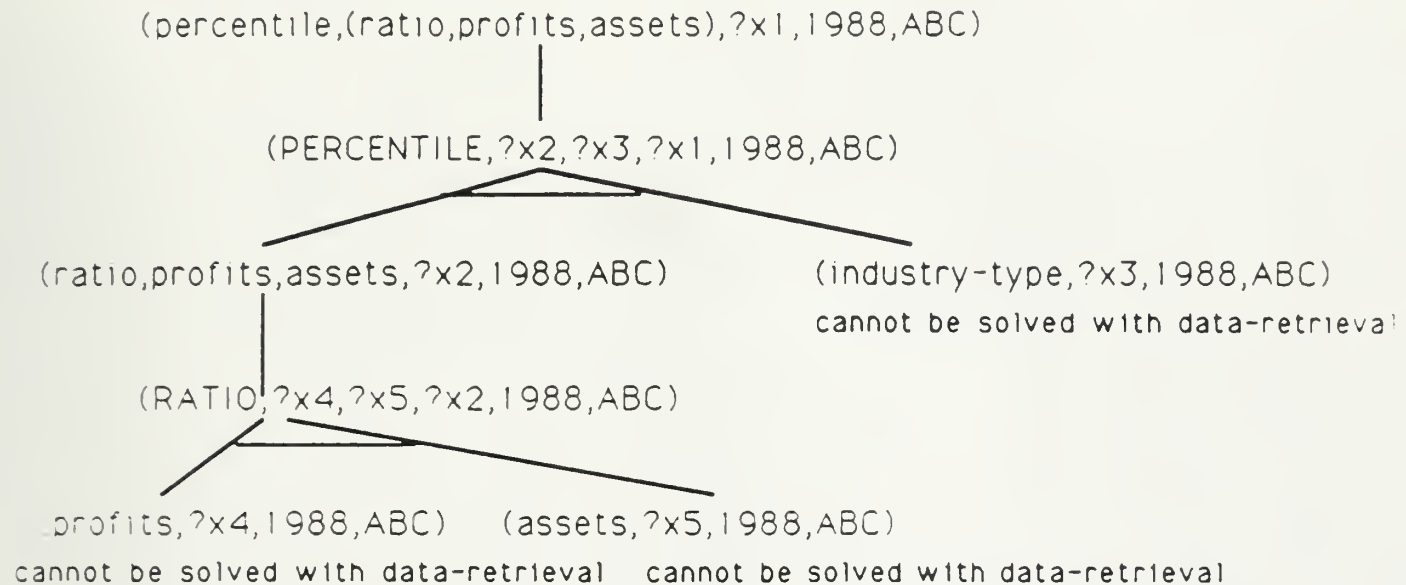 (percentile,(ratio,profits,assets),?x1,1988,ABC)
(PERCENTILE,?x2,?x3,?x1,1988,ABC)
(ratio,profits,assets,?x2,1988,ABC) (industry-type,?x3,1988,ABC)
cannot be solved with data-retrieval
(RATIO,?x4,?x5,?x2,1988,ABC)
profits,?x4,1988,ABC) (assets,?x5,1988,ABC)
cannot be solved with data-retrieval cannot be solved with data-retrieval